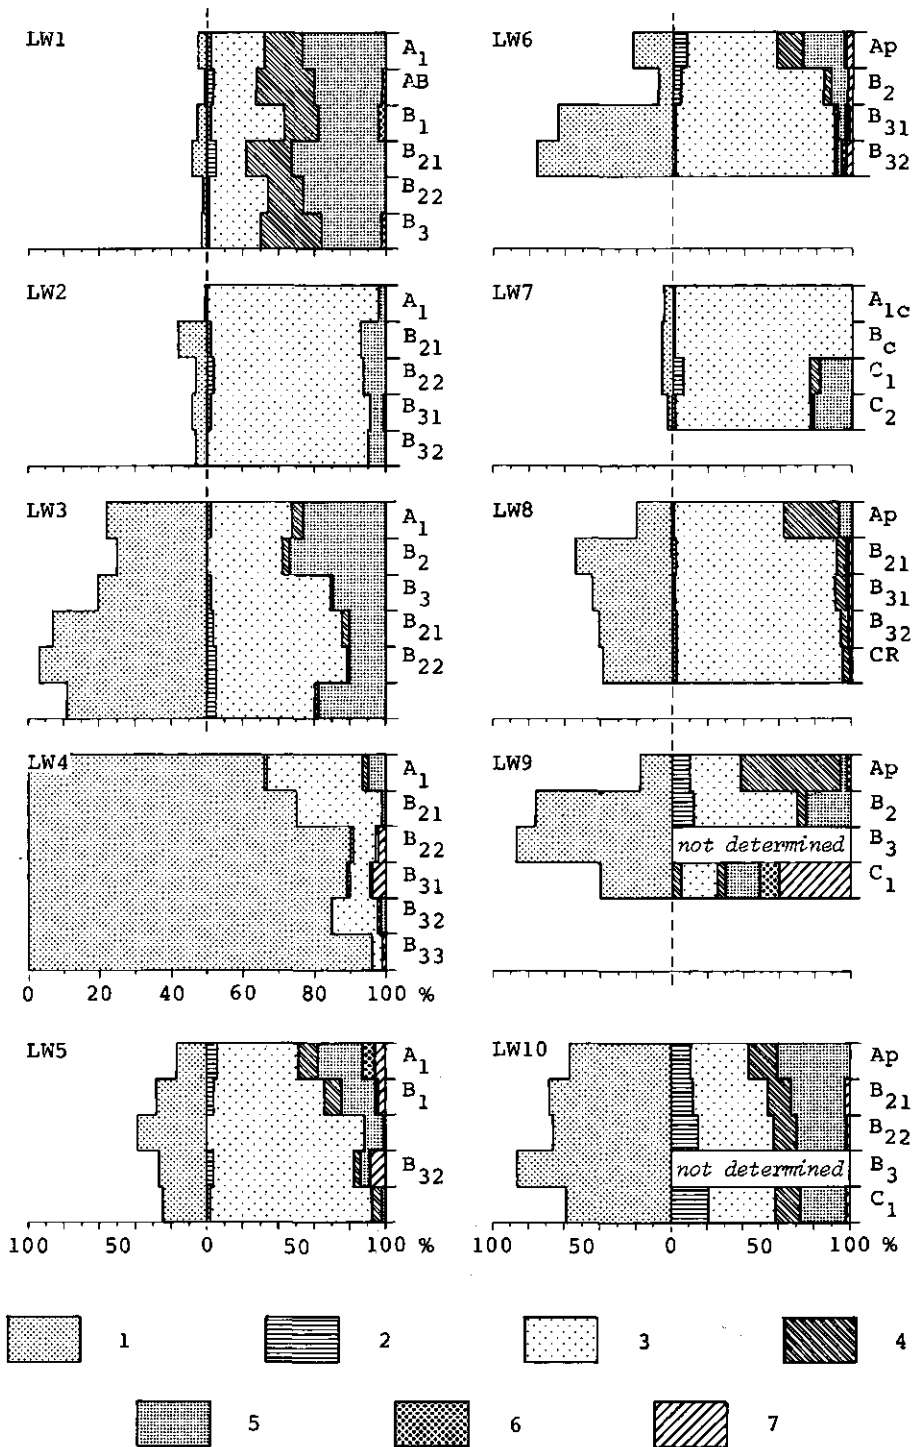 LW1
A1
AB
B1
B21
B22
B3
LW2
A1
B21
B22
B31
B32
LW3
A1
B2
B3
B21
B22
LW4
A1
B21
B22
B31
B32
B33
0 20 40 60 80 100 %
LW5
A1
B1
B32
100 50 0 50 100 %
LW6
Ap
B2
B31
B32
LW7
A1c
Bc
C1
C2
LW8
Ap
B21
B31
B32
CR
LW9
Ap
B2
not determined B3
C1
LW10
Ap
B21
B22
not determined B3
C1
100 50 0 50 100 %
1 2 3 4
5 6 7